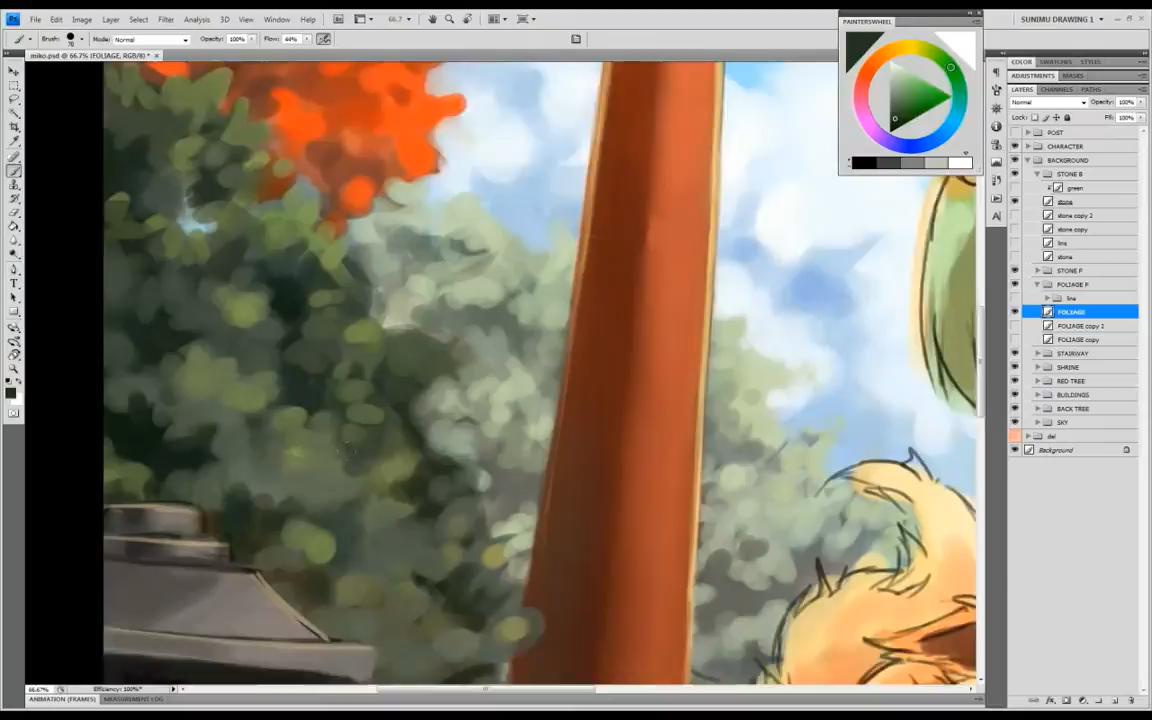 Ps File Edit Image Layer Select Filter Analysis 3D View Window Help 66.7 SUNIMU DRAWING 1
Brush: 70 Mode: Normal Opacity: 100% Flow: 44%
miko.psd @ 66.7% (FOLIAGE, RGB/8) *
PAINTERSWHEEL
COLOR SWATCHES STYLES
ADJUSTMENTS MASKS
LAYERS CHANNELS PATHS
Normal Opacity: 100%
Lock: Fill: 100%
POST
CHARACTER
BACKGROUND
STONE B
green
stone
stone copy 2
stone copy
line
stone
STONE F
FOLIAGE F
line
FOLIAGE
FOLIAGE copy 2
FOLIAGE copy
STAIRWAY
SHRINE
RED TREE
BUILDINGS
BACK TREE
SKY
del
Background
66.67% Efficiency: 100%*
ANIMATION (FRAMES) MEASUREMENT LOG